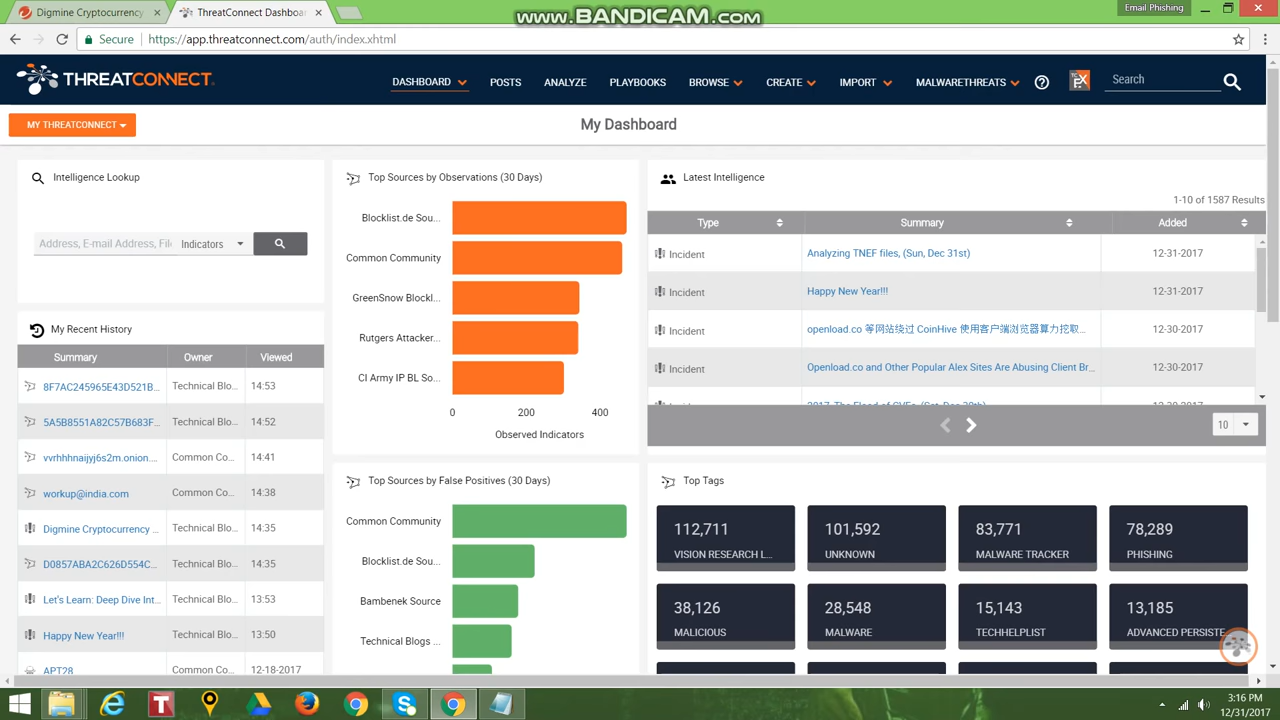 www.BANDICAM.com
Digmine Cryptocurrency
ThreatConnect Dashboa
Email Phishing
Secure
https://app.threatconnect.com/auth/index.xhtml
THREATCONNECT
DASHBOARD
POSTS
ANALYZE
PLAYBOOKS
BROWSE
CREATE
IMPORT
MALWARETHREATS
Search
MY THREATCONNECT
My Dashboard
Intelligence Lookup
Address, E-mail Address, File
Indicators
My Recent History
Summary Owner Viewed
8F7AC245965E43D521B... Technical Blo... 14:53
5A5B8551A82C57B683F... Technical Blo... 14:52
vvrhhhnaijyj6s2m.onion.... Common Co... 14:41
workup@india.com Common Co... 14:38
Digmine Cryptocurrency ... Technical Blo... 14:35
D0857ABA2C626D554C... Technical Blo... 14:35
Let's Learn: Deep Dive Int... Technical Blo... 13:53
Happy New Year!!! Technical Blo... 13:50
APT28 Common Co... 12-18-2017
Top Sources by Observations (30 Days)
Blocklist.de Sou...
Common Community
GreenSnow Blockl...
Rutgers Attacker...
CI Army IP BL So...
0 200 400
Observed Indicators
Top Sources by False Positives (30 Days)
Common Community
Blocklist.de Sou...
Bambenek Source
Technical Blogs ...
Latest Intelligence
1-10 of 1587 Results
Type Summary Added
Incident Analyzing TNEF files, (Sun, Dec 31st) 12-31-2017
Incident Happy New Year!!! 12-31-2017
Incident openload.co 等网站绕过 CoinHive 使用客户端浏览器算力挖取... 12-30-2017
Incident Openload.co and Other Popular Alex Sites Are Abusing Client Br... 12-30-2017
10
Top Tags
112,711
VISION RESEARCH L...
101,592
UNKNOWN
83,771
MALWARE TRACKER
78,289
PHISHING
38,126
MALICIOUS
28,548
MALWARE
15,143
TECHHELPLIST
13,185
ADVANCED PERSISTE
3:16 PM
12/31/2017